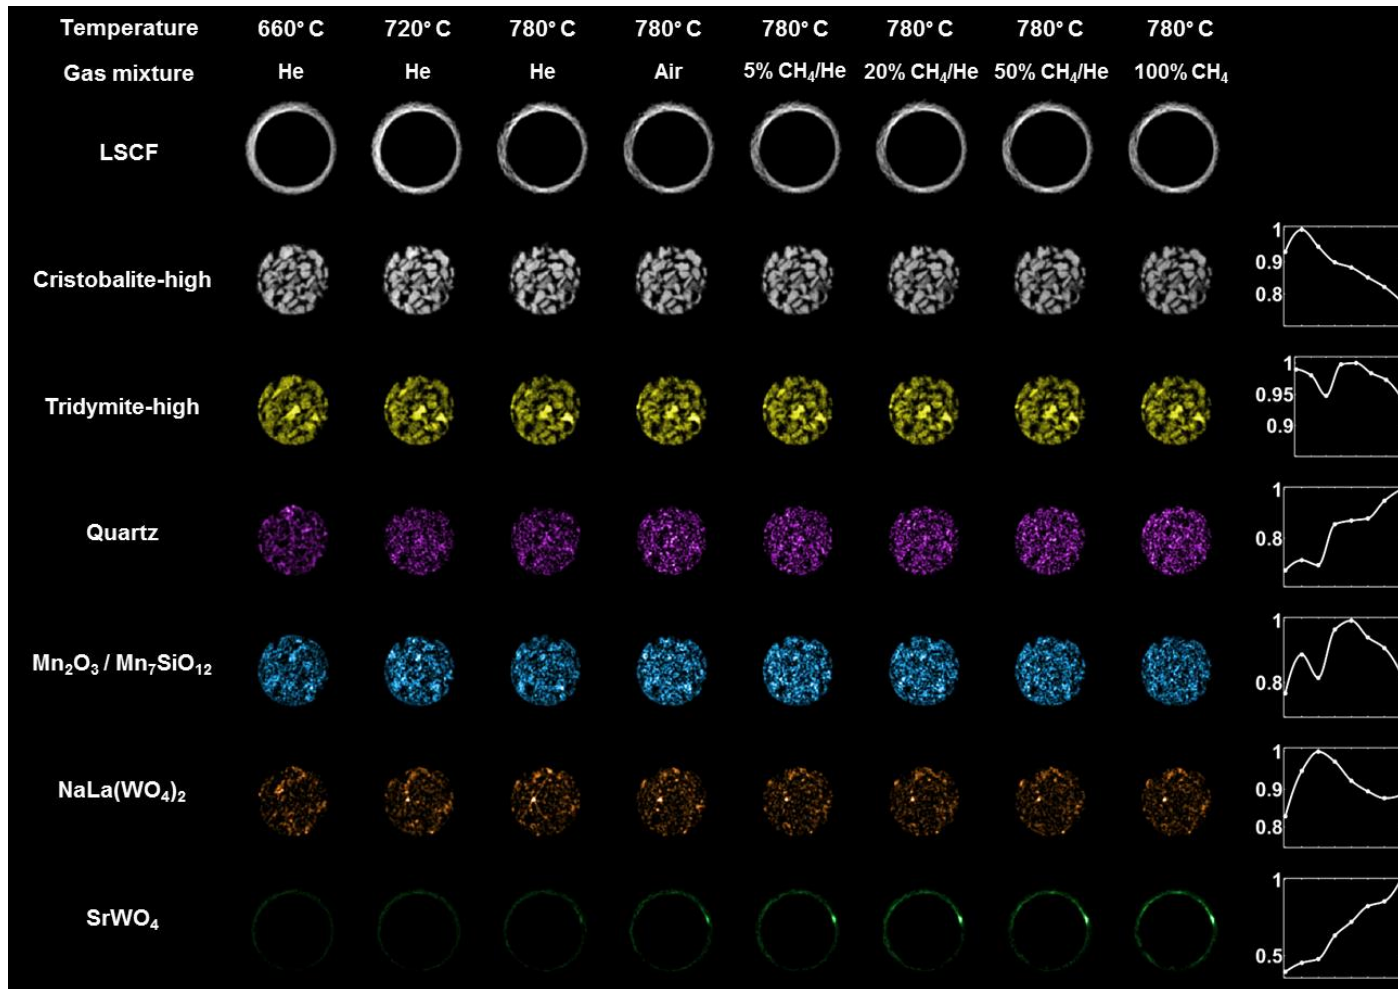 Temperature 660° C 720° C 780° C 780° C 780° C 780° C 780° C 780° C
Gas mixture He He He Air 5% CH₄/He 20% CH₄/He 50% CH₄/He 100% CH₄
LSCF
Cristobalite-high
1
0.9
0.8
Tridymite-high
1
0.95
0.9
Quartz
1
0.8
Mn₂O₃ / Mn₇SiO₁₂
1
0.8
NaLa(WO₄)₂
1
0.9
0.8
SrWO₄
1
0.5